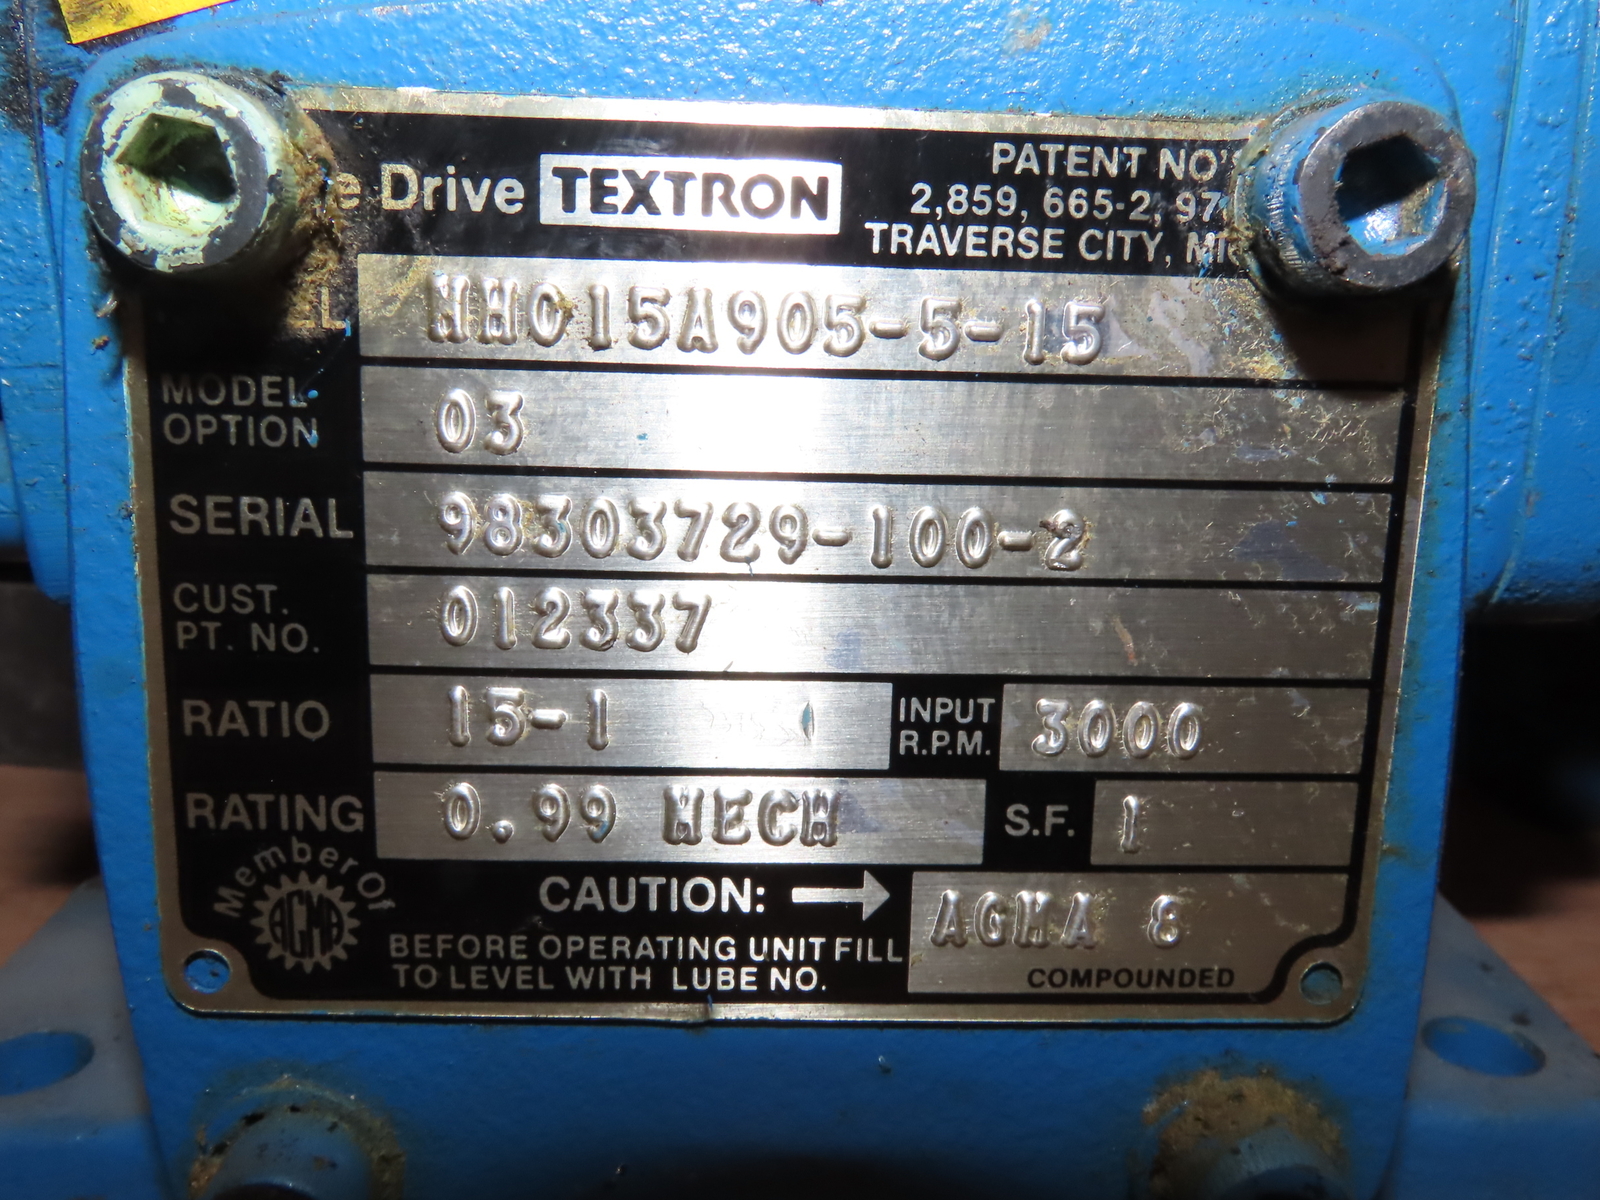 Drive TEXTRON
PATENT NO'
2,859, 665-2, 97
TRAVERSE CITY, MI
MHO15A905-5-15
MODEL OPTION 03
SERIAL 98303729-100-2
CUST. PT. NO. 012337
RATIO 15-1 INPUT R.P.M. 3000
RATING 0.99 MECH S.F. 1
Member Of AGMA
CAUTION: AGMA 8
BEFORE OPERATING UNIT FILL
TO LEVEL WITH LUBE NO. COMPOUNDED